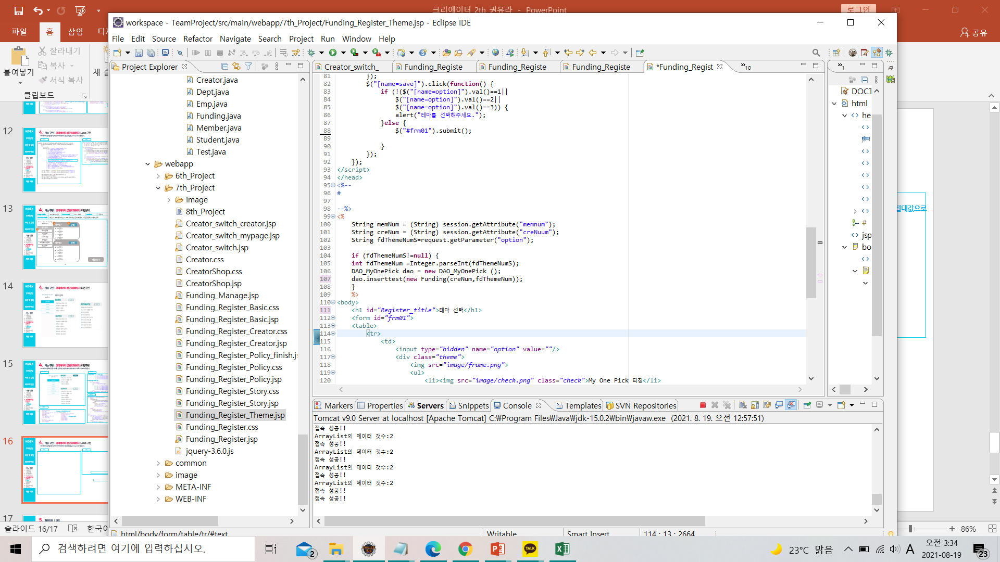 크리에이터 2th 권유라 - PowerPoint
로그인
파일
홈
삽입
공유
잘라내기
복사
서식 복사
붙여넣기
새 슬
클립보드
workspace - TeamProject/src/main/webapp/7th_Project/Funding_Register_Theme.jsp - Eclipse IDE
File Edit Source Refactor Navigate Search Project Run Window Help
Project Explorer
Creator.java
Dept.java
Emp.java
Funding.java
Member.java
Student.java
Test.java
webapp
6th_Project
7th_Project
image
8th_Project
Creator_switch_creator.jsp
Creator_switch_mypage.jsp
Creator_switch.jsp
Creator.css
CreatorShop.css
CreatorShop.jsp
Funding_Manage.jsp
Funding_Register_Basic.css
Funding_Register_Basic.jsp
Funding_Register_Creator.css
Funding_Register_Creator.jsp
Funding_Register_Policy_finish.js
Funding_Register_Policy.css
Funding_Register_Policy.jsp
Funding_Register_Story.css
Funding_Register_Story.jsp
Funding_Register_Theme.jsp
Funding_Register.css
Funding_Register.jsp
jquery-3.6.0.js
common
image
META-INF
WEB-INF
Creator_switch_ Funding_Registe Funding_Registe Funding_Registe *Funding_Regist »10
81 });
82 $("[name=save]").click(function() {
83 if (!($("[name=option]").val()==1||
84 $("[name=option]").val()==2||
85 $("[name=option]").val()==3)) {
86 alert("테마를 선택해주세요.");
87 }else {
88 $("#frm01").submit();
89
90 }
91 });
92 });
93 </script>
94 </head>
95 <%--
96 #
97
98 --%>
99 <%
100 String memNum = (String) session.getAttribute("memnum");
101 String creNum = (String) session.getAttribute("creNuum");
102 String fdThemeNumS=request.getParameter("option");
103
104 if (fdThemeNumS!=null) {
105 int fdThemeNum =Integer.parseInt(fdThemeNumS);
106 DAO_MyOnePick dao = new DAO_MyOnePick ();
107 dao.inserttest(new Funding(creNum,fdThemeNum));
108 }
109 %>
110 <body>
111 <h1 id="Register_title">테마 선택</h1>
112 <form id="frm01">
113 <table>
114 <tr>
115 <td>
116 <input type="hidden" name="option" value=""/>
117 <div class="theme">
118 <img src="image/frame.png">
119 <ul>
120 <li><img src="image/check.png" class="check">My One Pick 티칭</li>
»1
DOCT
html
he
#
jsp
bo
절대값으로
Markers Properties Servers Snippets Console Templates SVN Repositories
Tomcat v9.0 Server at localhost [Apache Tomcat] C:₩Program Files₩Java₩jdk-15.0.2₩bin₩javaw.exe (2021. 8. 19. 오전 12:57:51)
접속 성공!!
ArrayList의 데이터 갯수:2
접속 성공!!
ArrayList의 데이터 갯수:2
접속 성공!!
ArrayList의 데이터 갯수:2
접속 성공!!
ArrayList의 데이터 갯수:2
접속 성공!!
접속 성공!!
html/body/form/table/tr/#text Writable Smart Insert 114 : 13 : 2664
12
13
14
15
16
17
슬라이드 16/17
한국어
86%
검색하려면 여기에 입력하십시오.
2
TALK
23°C 맑음
A
오전 3:34
2021-08-19
23